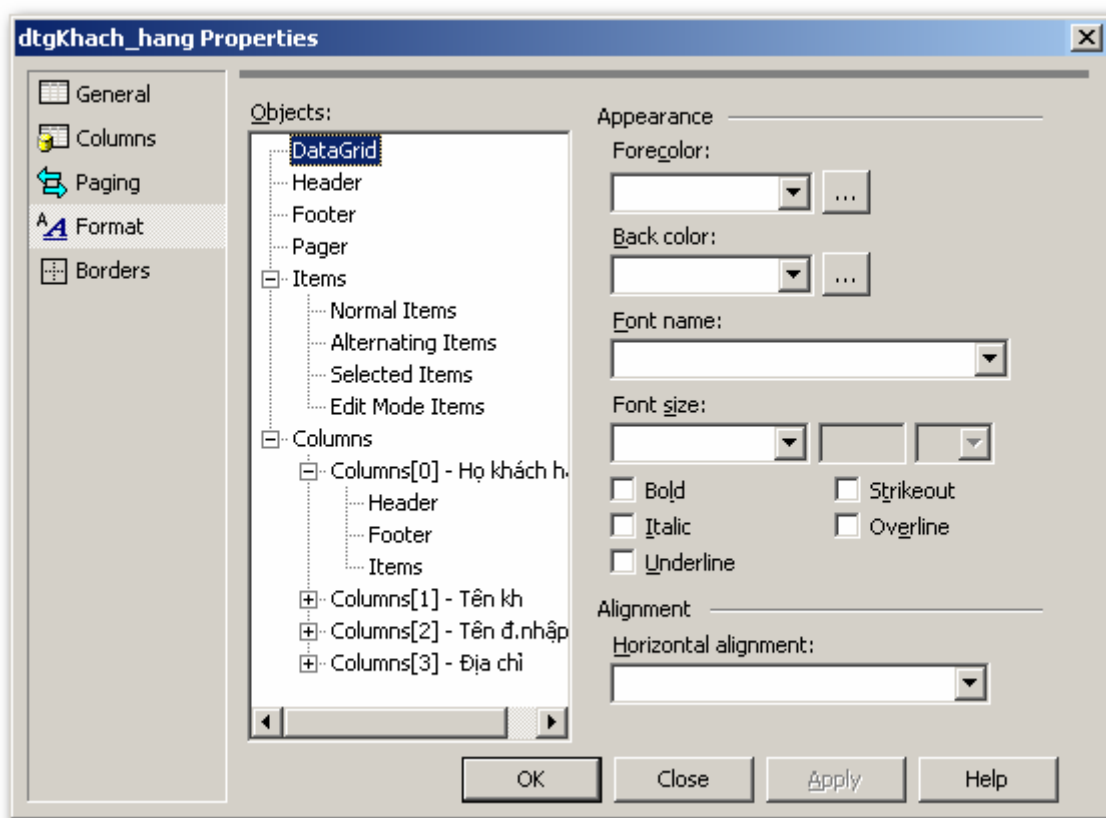 dtgKhach_hang Properties
General
Columns
Paging
Format
Borders
Objects:
DataGrid
Header
Footer
Pager
Items
Normal Items
Alternating Items
Selected Items
Edit Mode Items
Columns
Columns[0] - Họ khách h
Header
Footer
Items
Columns[1] - Tên kh
Columns[2] - Tên đ.nhập
Columns[3] - Địa chỉ
Appearance
Forecolor:
...
Back color:
...
Font name:
Font size:
Bold
Strikeout
Italic
Overline
Underline
Alignment
Horizontal alignment:
OK
Close
Apply
Help